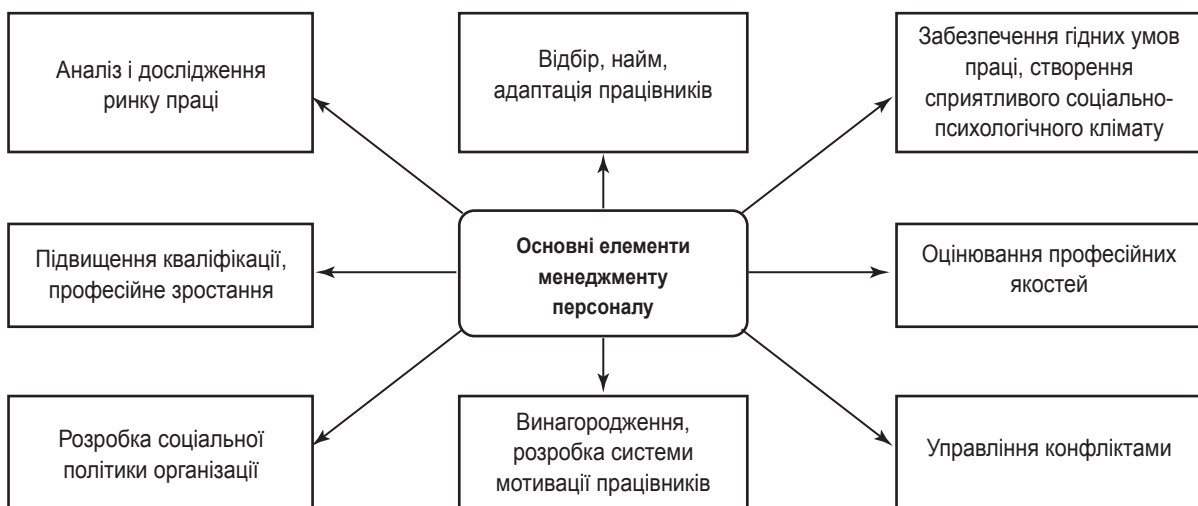 Аналіз і дослідження
ринку праці
Відбір, найм,
адаптація працівників
Забезпечення гідних умов
праці, створення
сприятливого соціально-
психологічного клімату
Підвищення кваліфікації,
професійне зростання
Основні елементи
менеджменту
персоналу
Оцінювання професійних
якостей
Розробка соціальної
політики організації
Винагородження,
розробка системи
мотивації працівників
Управління конфліктами